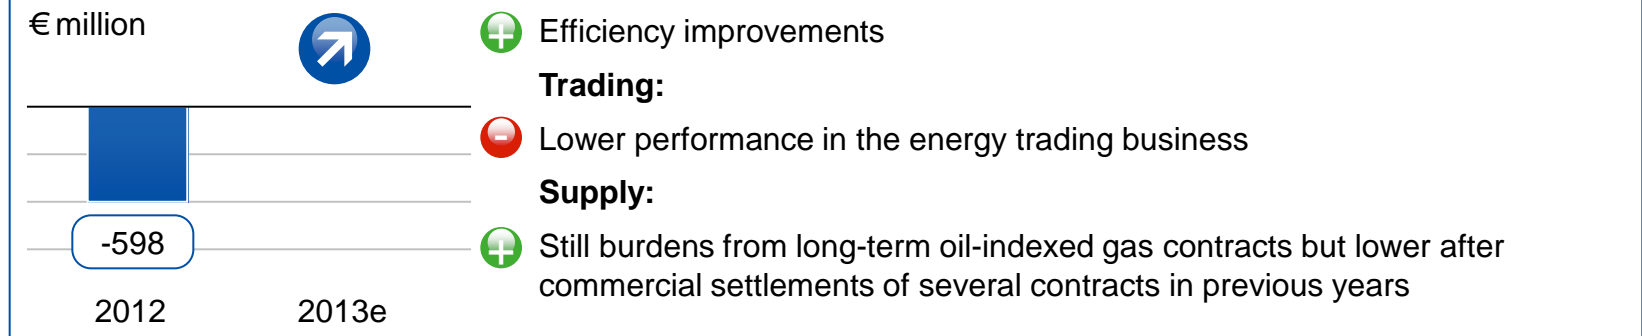 € million
-598
2012 2013e
+ Efficiency improvements
Trading:
- Lower performance in the energy trading business
Supply:
+ Still burdens from long-term oil-indexed gas contracts but lower after
commercial settlements of several contracts in previous years